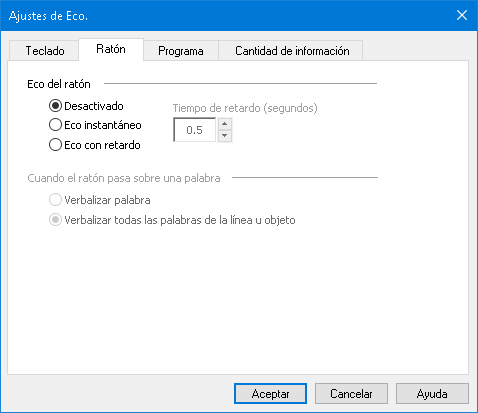 Ajustes de Eco.
Teclado Ratón Programa Cantidad de información
Eco del ratón
Desactivado Tiempo de retardo (segundos)
Eco instantáneo 0.5
Eco con retardo
Cuando el ratón pasa sobre una palabra
Verbalizar palabra
Verbalizar todas las palabras de la línea u objeto
Aceptar Cancelar Ayuda